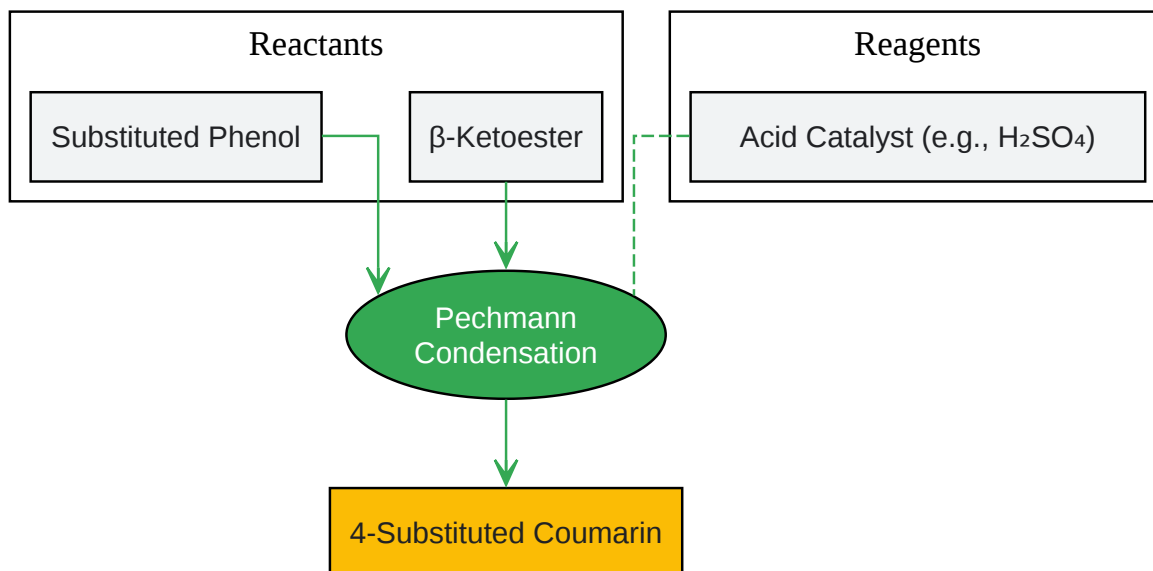 Reactants
Reagents
Substituted Phenol
β-Ketoester
Acid Catalyst (e.g., H₂SO₄)
Pechmann
Condensation
4-Substituted Coumarin